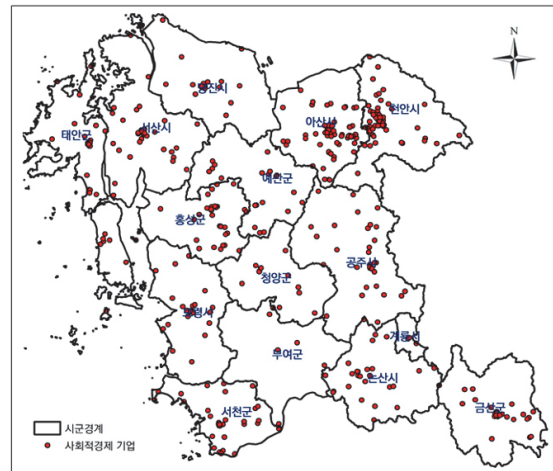 N
당진시
아산시
천안시
태안군
서산시
예산군
홍성군
청양군
공주시
보령시
계룡시
부여군
논산시
금산군
서천군
시군경계
사회적경제 기업